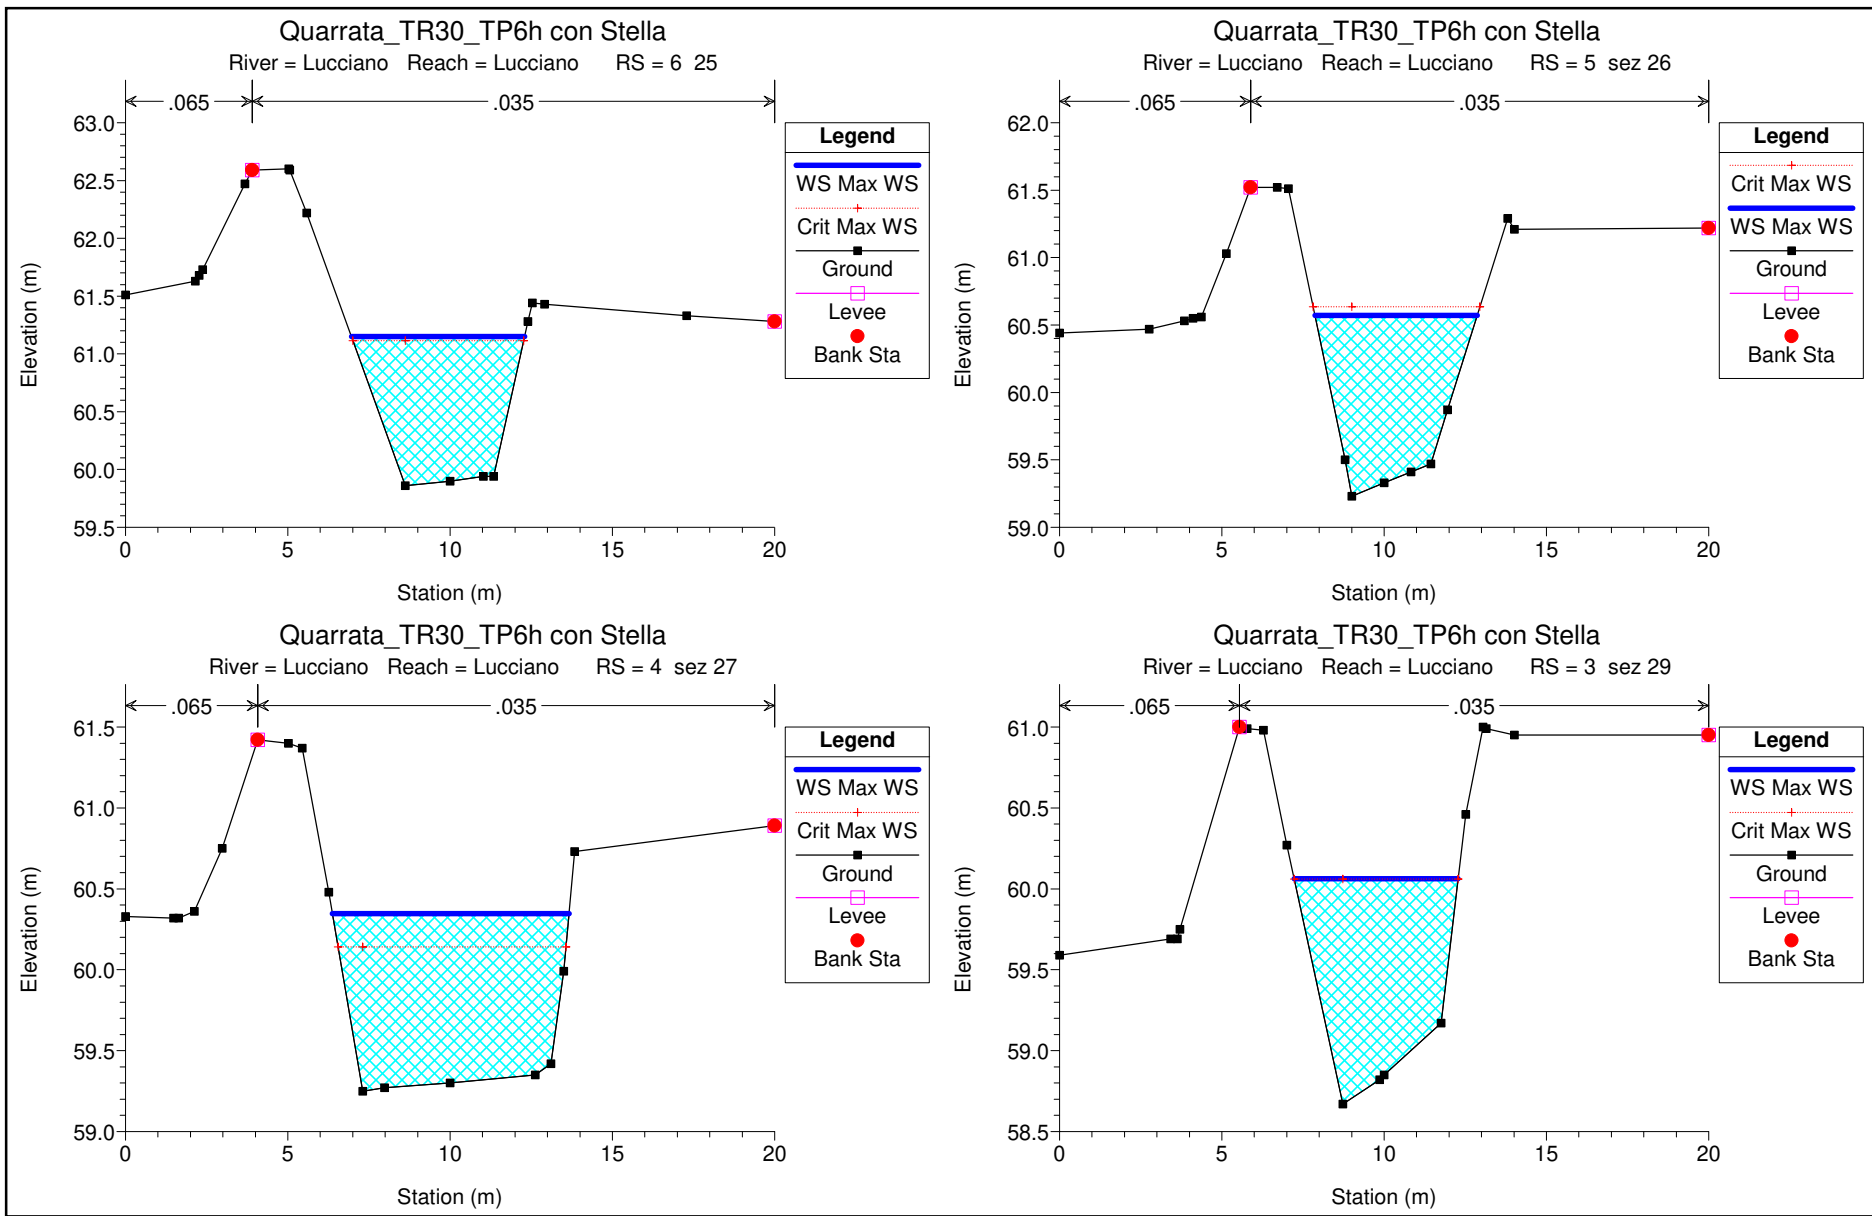 Quarrata_TR30_TP6h con Stella
River = Lucciano Reach = Lucciano RS = 6 25
.065 .035
63.0
62.5
62.0
61.5
61.0
60.5
60.0
59.5
Elevation (m)
0 5 10 15 20
Station (m)
Legend
WS Max WS
Crit Max WS
Ground
Levee
Bank Sta
Quarrata_TR30_TP6h con Stella
River = Lucciano Reach = Lucciano RS = 5 sez 26
.065 .035
62.0
61.5
61.0
60.5
60.0
59.5
59.0
Elevation (m)
0 5 10 15 20
Station (m)
Legend
Crit Max WS
WS Max WS
Ground
Levee
Bank Sta
Quarrata_TR30_TP6h con Stella
River = Lucciano Reach = Lucciano RS = 4 sez 27
.065 .035
61.5
61.0
60.5
60.0
59.5
59.0
Elevation (m)
0 5 10 15 20
Station (m)
Legend
WS Max WS
Crit Max WS
Ground
Levee
Bank Sta
Quarrata_TR30_TP6h con Stella
River = Lucciano Reach = Lucciano RS = 3 sez 29
.065 .035
61.0
60.5
60.0
59.5
59.0
58.5
Elevation (m)
0 5 10 15 20
Station (m)
Legend
WS Max WS
Crit Max WS
Ground
Levee
Bank Sta